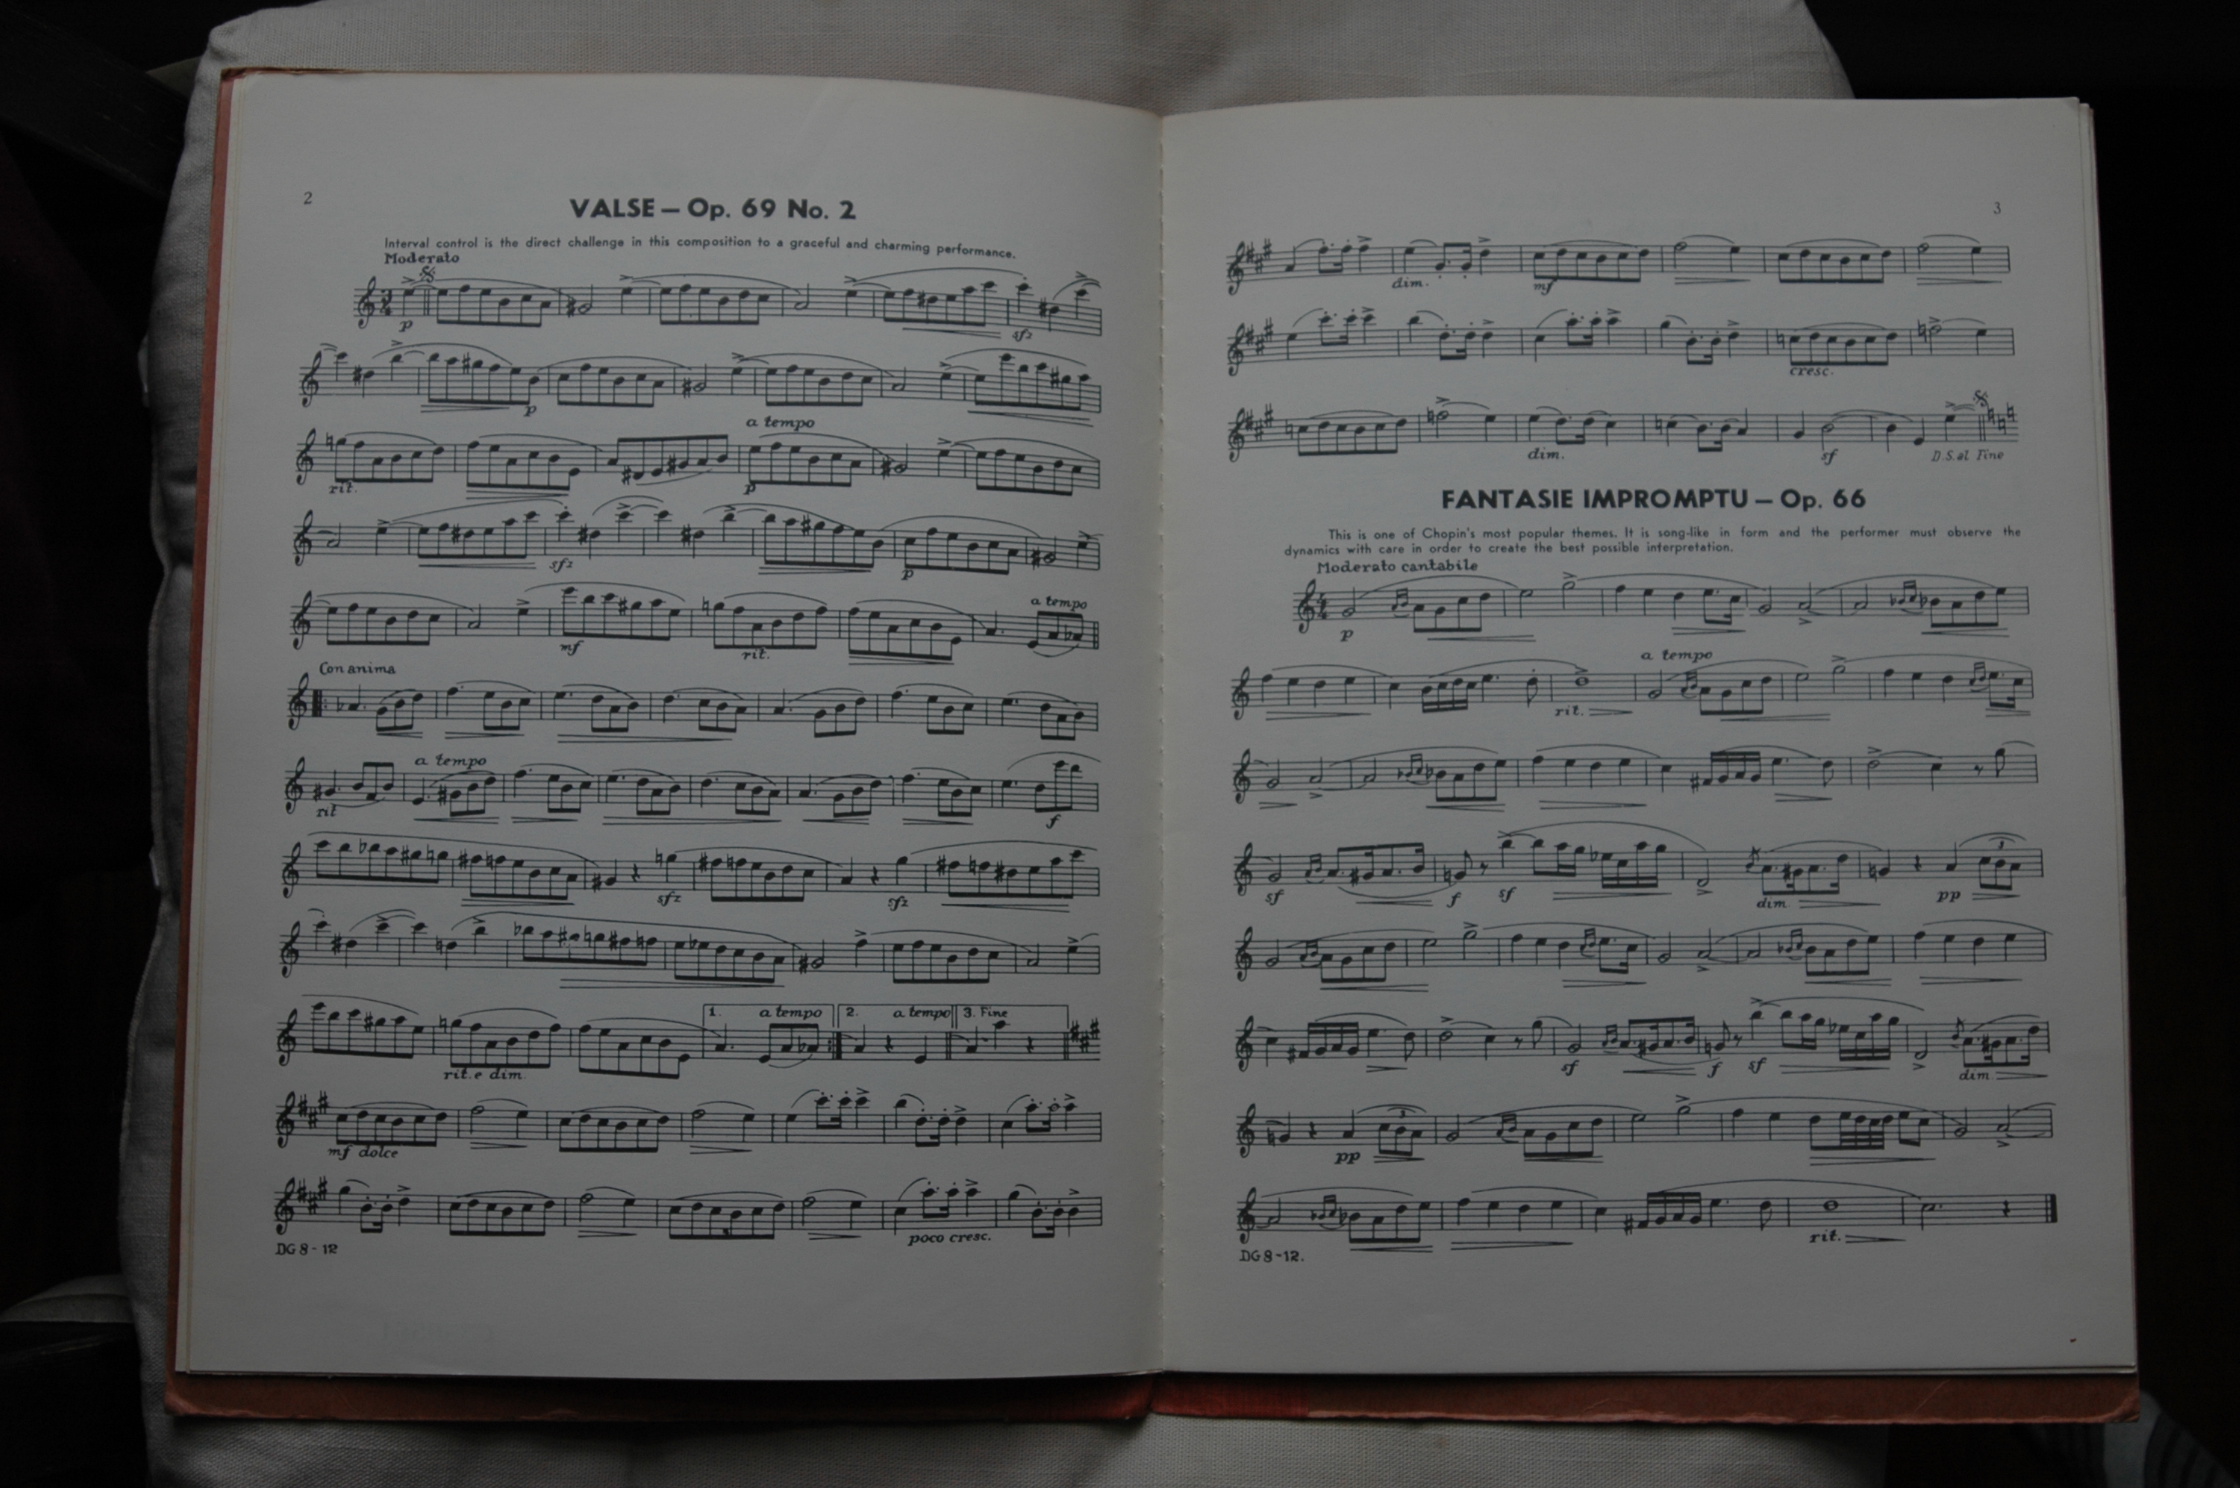 2
VALSE — Op. 69 No. 2
Interval control is the direct challenge in this composition to a graceful and charming performance.
Moderato
p
sfz
p
a tempo
rit.
p
sfz
p
a tempo
mf
rit.
Con anima
a tempo
rit
f
sfz
sfz
1.
a tempo
2.
a tempo
3. Fine
rit. e dim.
mf dolce
poco cresc.
DG 8 - 12
3
dim.
mf
cresc.
dim.
sf
D.S. al Fine
FANTASIE IMPROMPTU — Op. 66
This is one of Chopin's most popular themes. It is song-like in form and the performer must observe the
dynamics with care in order to create the best possible interpretation.
Moderato cantabile
p
a tempo
rit.
3
sf
f
sf
dim
pp
sf
f
sf
dim.
3
pp
rit.
DG 8 - 12.